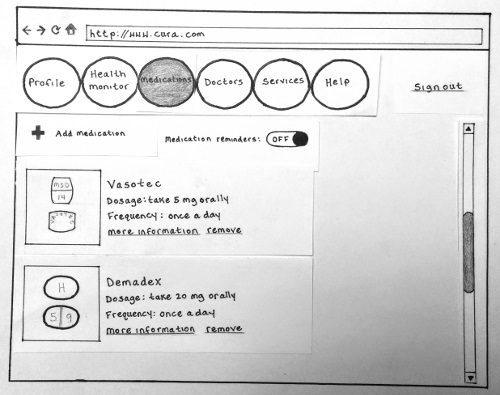 http://www.cura.com
Profile
Health
monitor
medications
Doctors
Services
Help
Sign out
Add medication
Medication reminders: OFF
MSD
14
Vasotec
Dosage: take 5 mg orally
Frequency: once a day
more information remove
H
5 9
Demadex
Dosage: take 20 mg orally
Frequency: once a day
more information remove